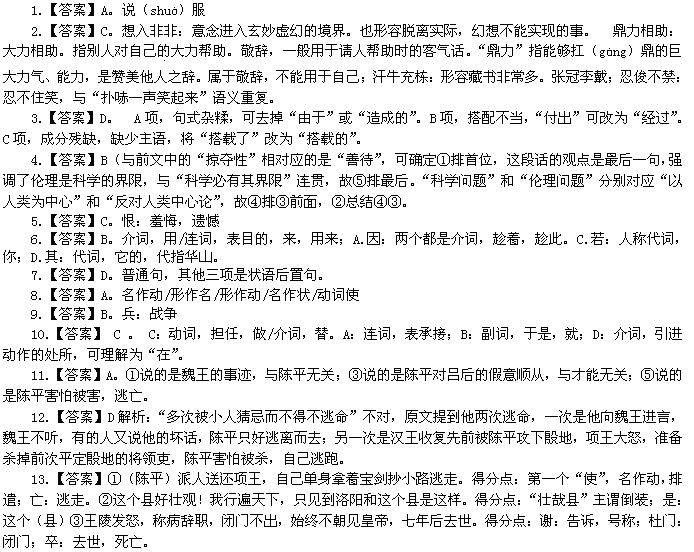 1.【答案】A。说（shuō）服
2.【答案】C。想入非非：意念进入玄妙虚幻的境界。也形容脱离实际，幻想不能实现的事。　鼎力相助：
大力相助。指别人对自己的大力帮助。敬辞，一般用于请人帮助时的客气话。“鼎力”指能够扛（gāng）鼎的巨
大力气、能力，是赞美他人之辞。属于敬辞，不能用于自己；汗牛充栋：形容藏书非常多。张冠李戴；忍俊不禁：
忍不住笑，与“扑哧一声笑起来”语义重复。
3.【答案】D。　A 项，句式杂糅，可去掉“由于”或“造成的”。B 项，搭配不当，“付出”可改为“经过”。
C 项，成分残缺，缺少主语，将“搭载了”改为“搭载的”。
4.【答案】B（与前文中的“掠夺性”相对应的是“善待”，可确定①排首位，这段话的观点是最后一句，强
调了伦理是科学的界限，与“科学必有其界限”连贯，故⑤排最后。“科学问题”和“伦理问题”分别对应“以
人类为中心”和“反对人类中心论”，故④排③前面，②总结④③。
5.【答案】C。恨：羞悔，遗憾
6.【答案】B。介词，用/连词，表目的，来，用来；A.因：两个都是介词，趁着，趁此。C.若：人称代词，
你；D.其：代词，它的，代指华山。
7.【答案】D。普通句，其他三项是状语后置句。
8.【答案】A。名作动/形作名/形作动/名作状/动词使
9.【答案】B。兵：战争
10.【答案】 C 。 C：动词，担任，做/介词，替。A：连词，表承接；B：副词，于是，就；D：介词，引进
动作的处所，可理解为“在”。
11.【答案】A。①说的是魏王的事迹，与陈平无关；③说的是陈平对吕后的假意顺从，与才能无关；⑤说的
是陈平害怕被害，逃亡。
12.【答案】D 解析：“多次被小人猜忌而不得不逃命”不对，原文提到他两次逃命，一次是他向魏王进言，
魏王不听，有的人又说他的坏话，陈平只好逃离而去；另一次是汉王收复先前被陈平攻下殷地，项王大怒，准备
杀掉前次平定殷地的将领吏，陈平害怕被杀，自己逃跑。
13.【答案】①（陈平）派人送还项王，自己单身拿着宝剑抄小路逃走。得分点：第一个“使”，名作动，排
遣；亡：逃走。②这个县好壮观！我行遍天下，只见到洛阳和这个县是这样。得分点：“壮哉县”主谓倒装；是：
这个（县）③王陵发怒，称病辞职，闭门不出，始终不朝见皇帝，七年后去世。得分点：谢：告诉，号称；杜门：
闭门；卒：去世，死亡。